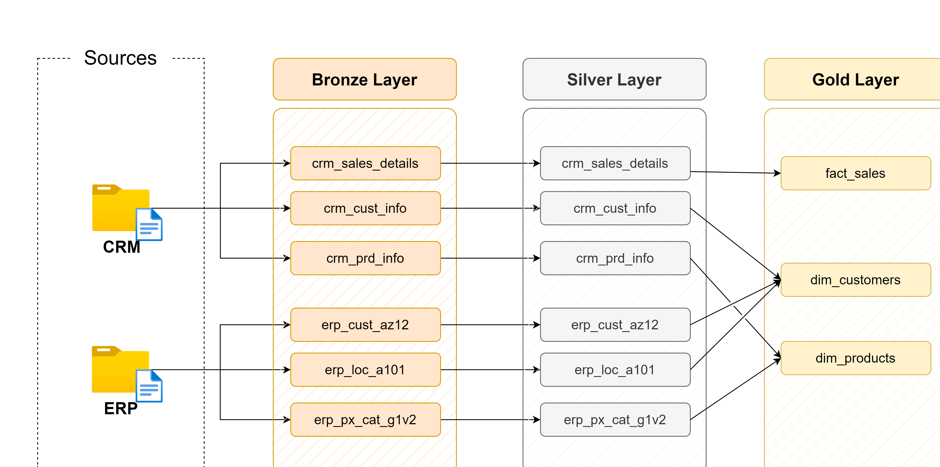 Sources
Bronze Layer
Silver Layer
Gold Layer
crm_sales_details
crm_sales_details
fact_sales
crm_cust_info
crm_cust_info
CRM
crm_prd_info
crm_prd_info
dim_customers
erp_cust_az12
erp_cust_az12
dim_products
erp_loc_a101
erp_loc_a101
ERP
erp_px_cat_g1v2
erp_px_cat_g1v2